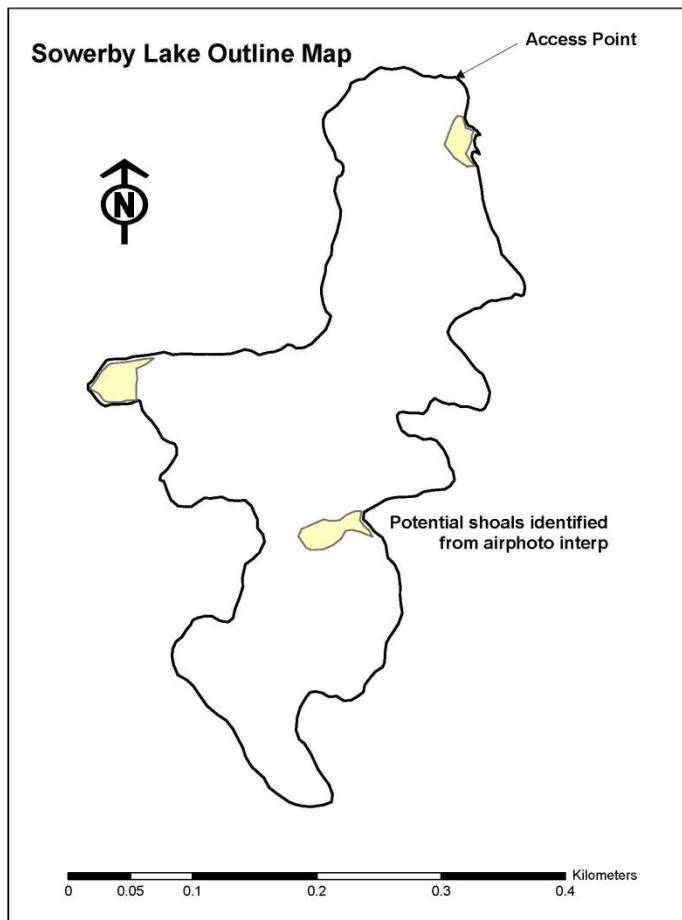 Sowerby Lake Outline Map
Access Point
N
Potential shoals identified
from airphoto interp
Kilometers
0 0.05 0.1 0.2 0.3 0.4